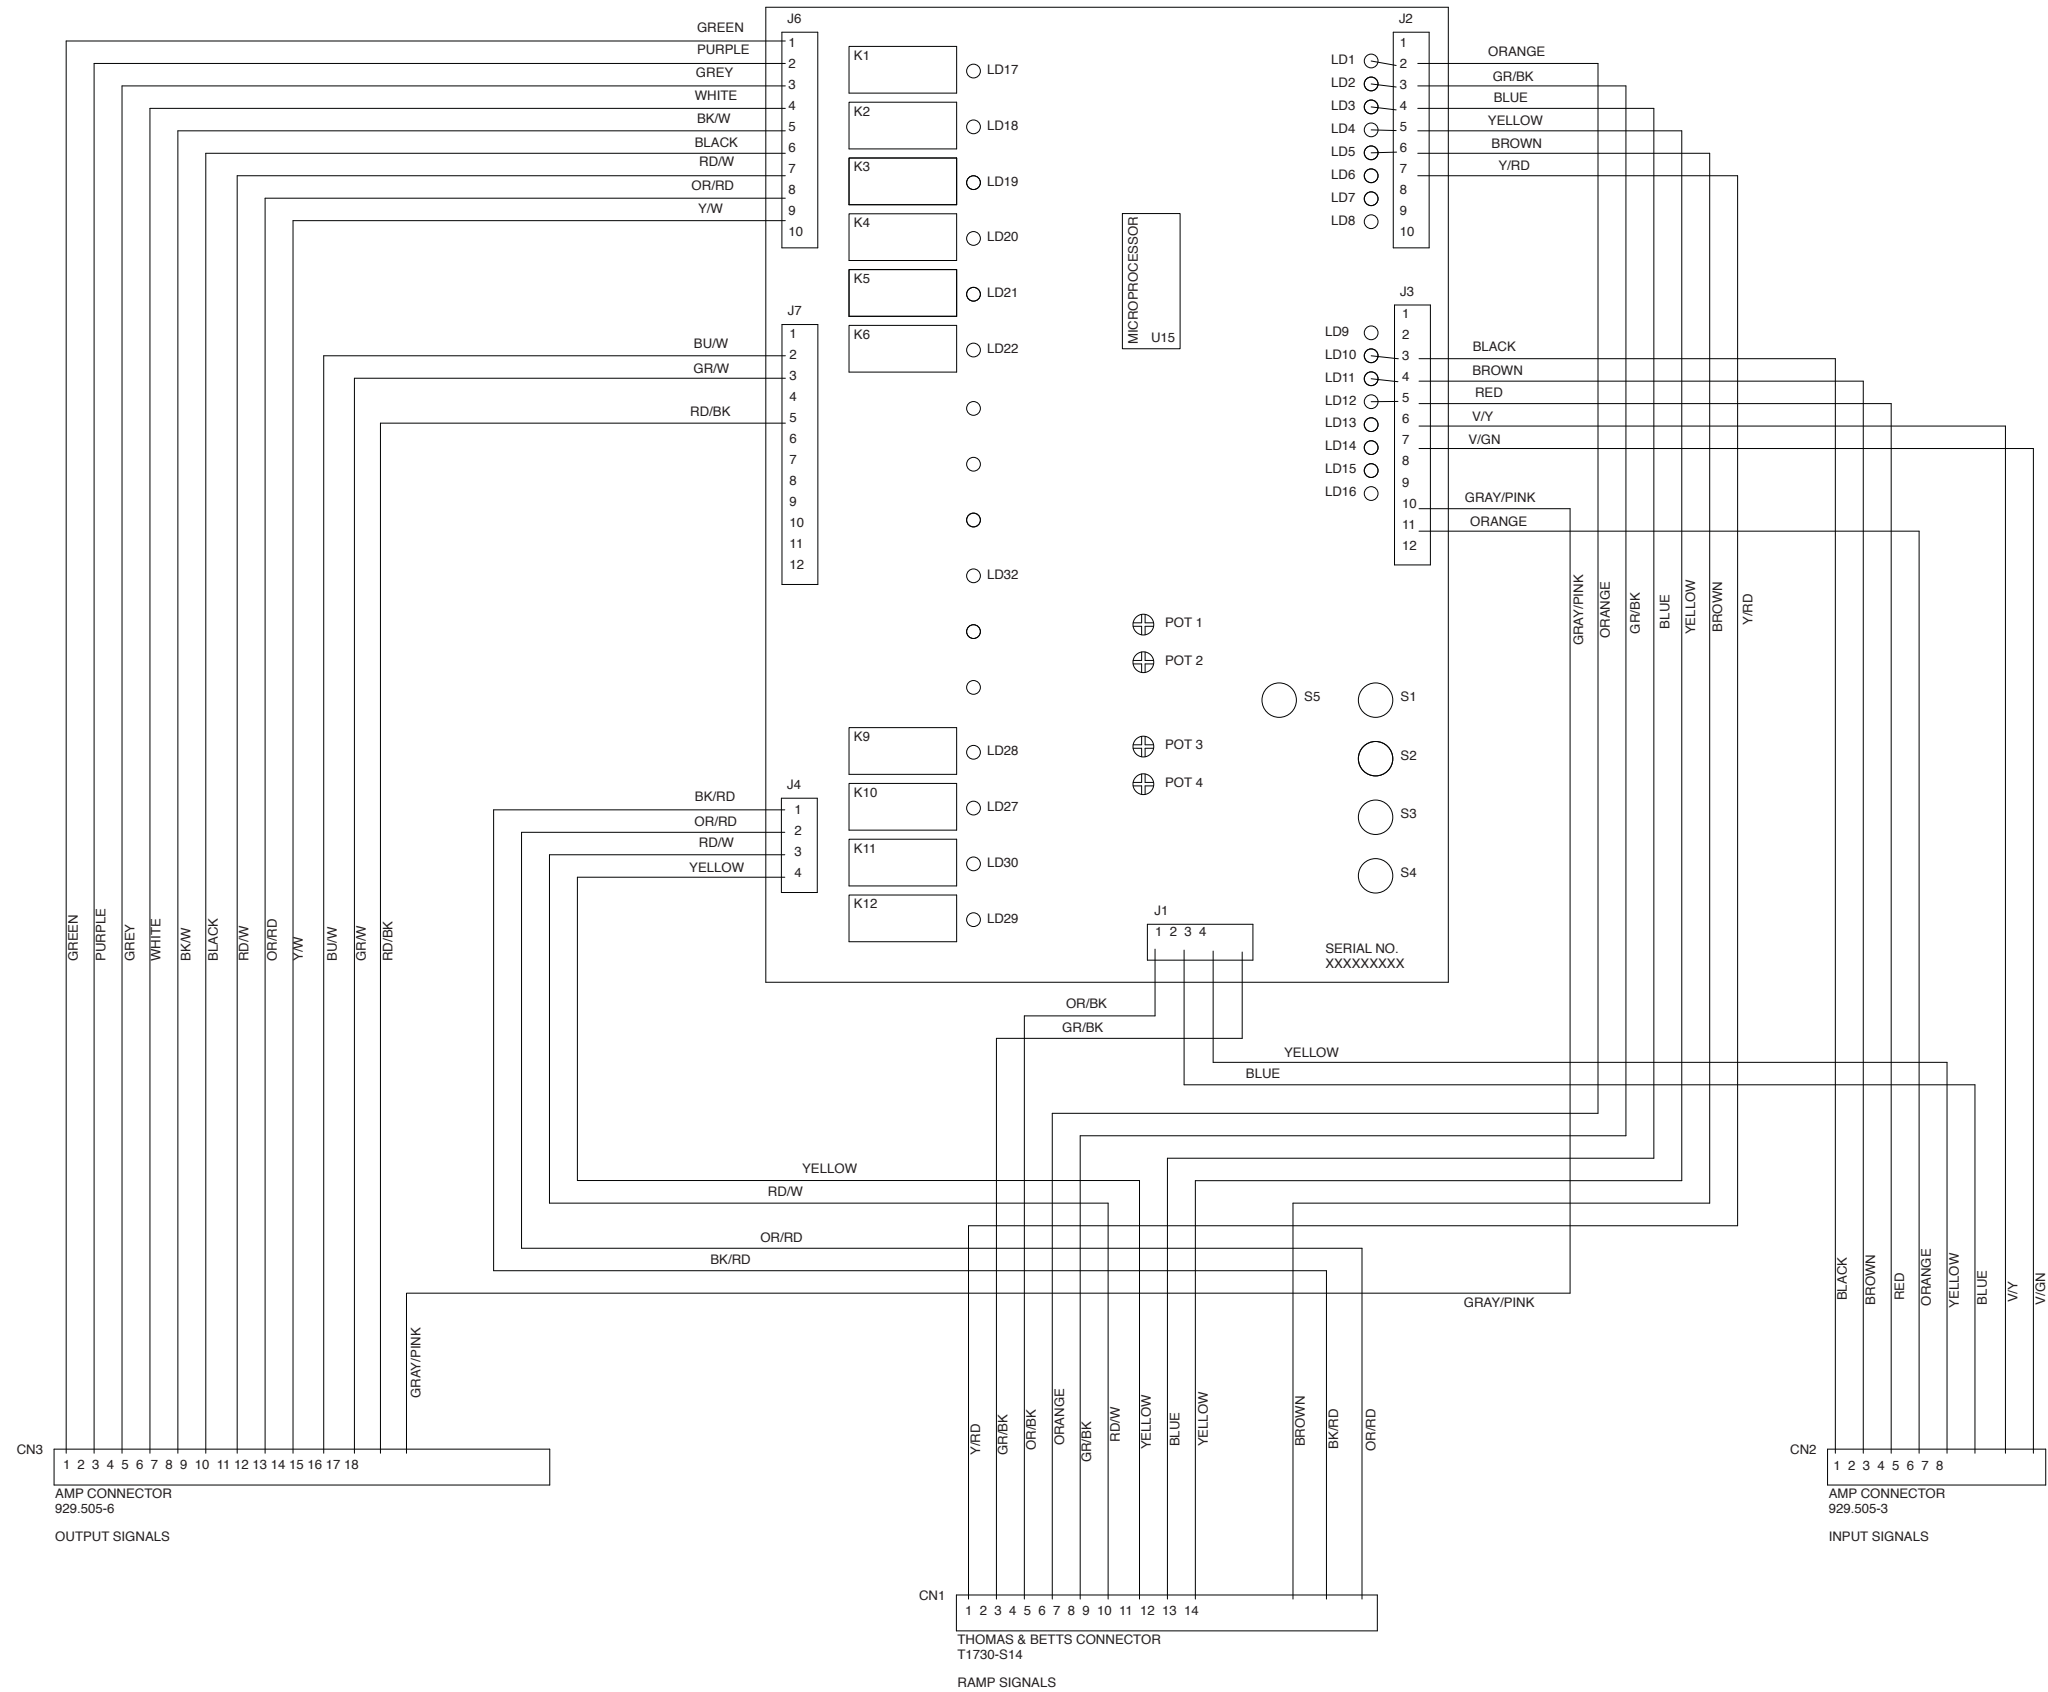 J6
GREEN 1
PURPLE 2
GREY 3
WHITE 4
BK/W 5
BLACK 6
RD/W 7
OR/RD 8
Y/W 9
10
J7
1
BU/W 2
GR/W 3
4
RD/BK 5
6
7
8
9
10
11
12
J4
BK/RD 1
OR/RD 2
RD/W 3
YELLOW 4
K1 LD17
K2 LD18
K3 LD19
K4 LD20
K5 LD21
K6 LD22
LD32
K9 LD28
K10 LD27
K11 LD30
K12 LD29
MICROPROCESSOR
U15
POT 1
POT 2
POT 3
POT 4
S5 S1
S2
S3
S4
J1
1 2 3 4
SERIAL NO.
XXXXXXXXX
J2
1
LD1 2 ORANGE
LD2 3 GR/BK
LD3 4 BLUE
LD4 5 YELLOW
LD5 6 BROWN
LD6 7 Y/RD
LD7 8
LD8 9
10
J3
1
LD9 2
LD10 3 BLACK
LD11 4 BROWN
LD12 5 RED
LD13 6 V/Y
LD14 7 V/GN
LD15 8
LD16 9
10 GRAY/PINK
11 ORANGE
12
GRAY/PINK
ORANGE
GR/BK
BLUE
YELLOW
BROWN
Y/RD
GREEN
PURPLE
GREY
WHITE
BK/W
BLACK
RD/W
OR/RD
Y/W
BU/W
GR/W
RD/BK
OR/BK
GR/BK
YELLOW
BLUE
YELLOW
RD/W
OR/RD
BK/RD
GRAY/PINK
GRAY/PINK
BLACK
BROWN
RED
ORANGE
YELLOW
BLUE
V/Y
V/GN
Y/RD
GR/BK
OR/BK
ORANGE
GR/BK
RD/W
YELLOW
BLUE
YELLOW
BROWN
BK/RD
OR/RD
CN3
1 2 3 4 5 6 7 8 9 10 11 12 13 14 15 16 17 18
AMP CONNECTOR
929.505-6
OUTPUT SIGNALS
CN2
1 2 3 4 5 6 7 8
AMP CONNECTOR
929.505-3
INPUT SIGNALS
CN1
1 2 3 4 5 6 7 8 9 10 11 12 13 14
THOMAS & BETTS CONNECTOR
T1730-S14
RAMP SIGNALS